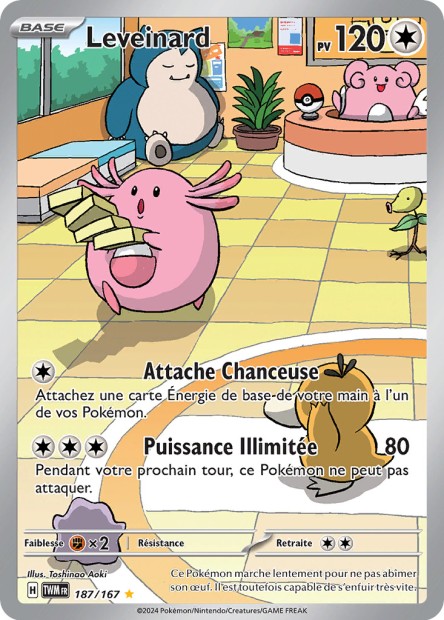 BASE
Leveinard
PV 120
Attache Chanceuse
Attachez une carte Énergie de base de votre main à l'un
de vos Pokémon.
Puissance Illimitée 80
Pendant votre prochain tour, ce Pokémon ne peut pas
attaquer.
Faiblesse ×2 Résistance Retraite
Illus. Toshinao Aoki
Ce Pokémon marche lentement pour ne pas abîmer
son œuf. Il est toutefois capable de s'enfuir très vite.
H TWM FR 187/167
©2024 Pokémon/Nintendo/Creatures/GAME FREAK